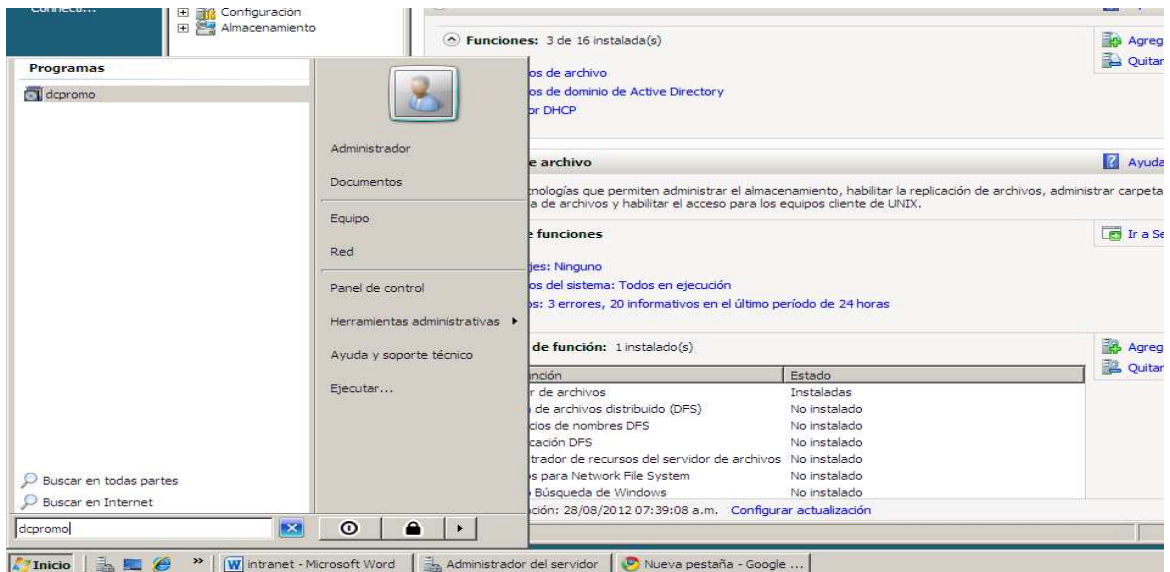 Configuración
Almacenamiento
Funciones: 3 de 16 instalada(s)
Agreg
Quitar
os de archivo
os de dominio de Active Directory
or DHCP
e archivo
Ayuda
nologías que permiten administrar el almacenamiento, habilitar la replicación de archivos, administrar carpeta
a de archivos y habilitar el acceso para los equipos cliente de UNIX.
e funciones
Ir a Se
jes: Ninguno
os del sistema: Todos en ejecución
os: 3 errores, 20 informativos en el último período de 24 horas
de función: 1 instalado(s)
Agreg
Quitar
nción Estado
r de archivos Instaladas
a de archivos distribuido (DFS) No instalado
cios de nombres DFS No instalado
cación DFS No instalado
trador de recursos del servidor de archivos No instalado
s para Network File System No instalado
Búsqueda de Windows No instalado
ción: 28/08/2012 07:39:08 a.m. Configurar actualización
Programas
dcpromo
Administrador
Documentos
Equipo
Red
Panel de control
Herramientas administrativas
Ayuda y soporte técnico
Ejecutar...
Buscar en todas partes
Buscar en Internet
dcpromo
Inicio » intranet - Microsoft Word Administrador del servidor Nueva pestaña - Google ...